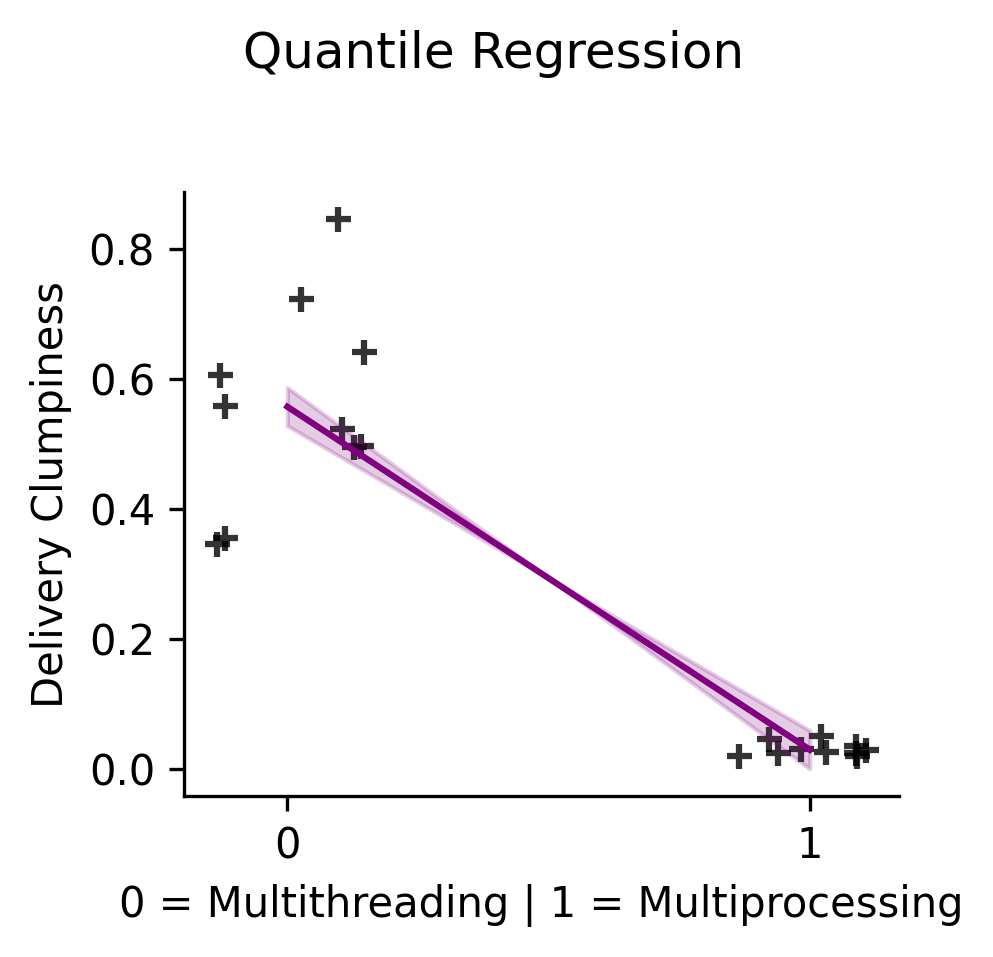 Quantile Regression
Delivery Clumpiness
0.8
0.6
0.4
0.2
0.0
0 1
0 = Multithreading | 1 = Multiprocessing